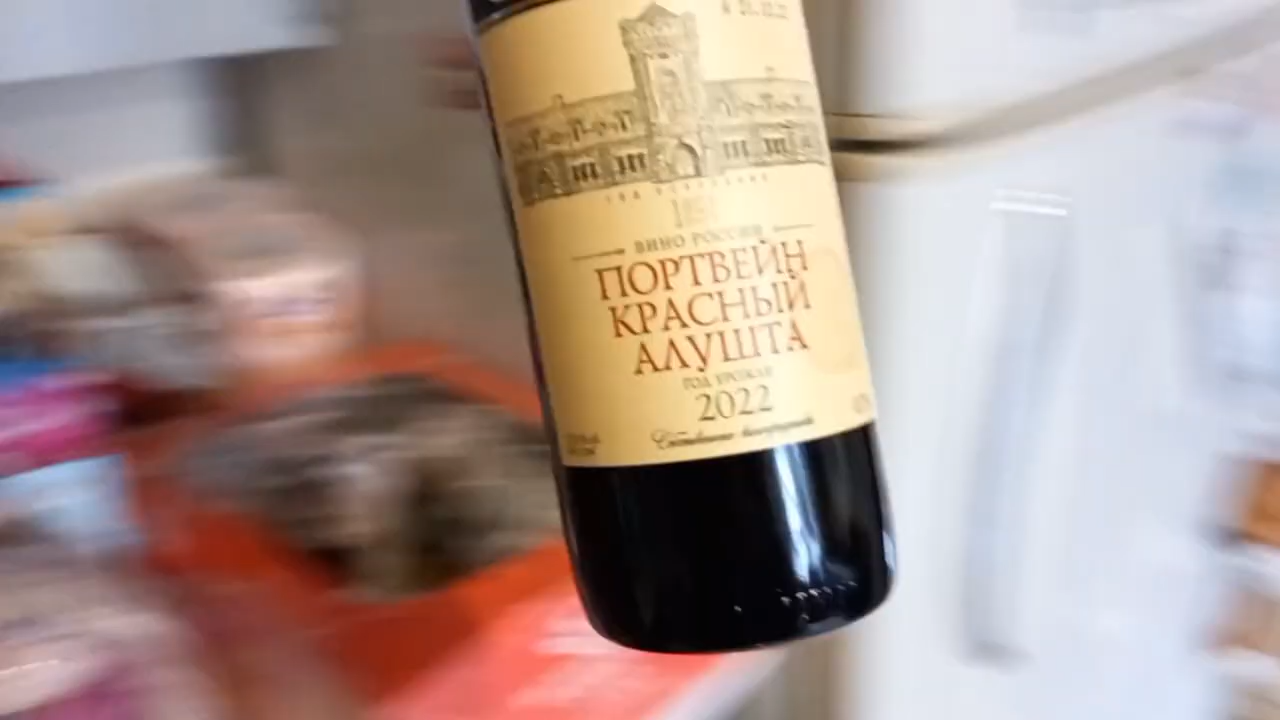 ВИНО РОССИИ
ПОРТВЕЙН
КРАСНЫЙ
АЛУШТА
ГОД УРОЖАЯ
2022